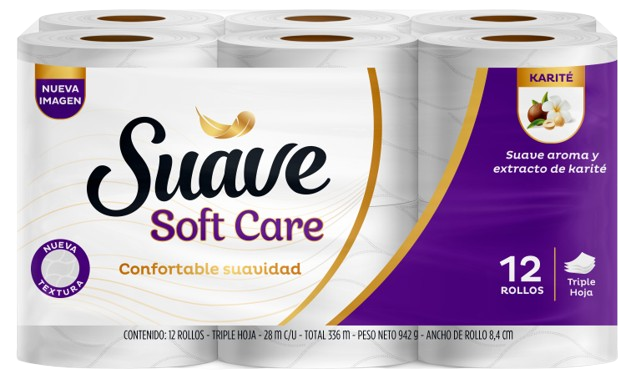 NUEVA
IMAGEN
Suave
Soft Care
Confortable suavidad
NUEVA
TEXTURA
KARITÉ
Suave aroma y
extracto de karité
12
ROLLOS
Triple
Hoja
CONTENIDO: 12 ROLLOS - TRIPLE HOJA - 28 m C/U - TOTAL 336 m - PESO NETO 942 g - ANCHO DE ROLLO 8,4 cm